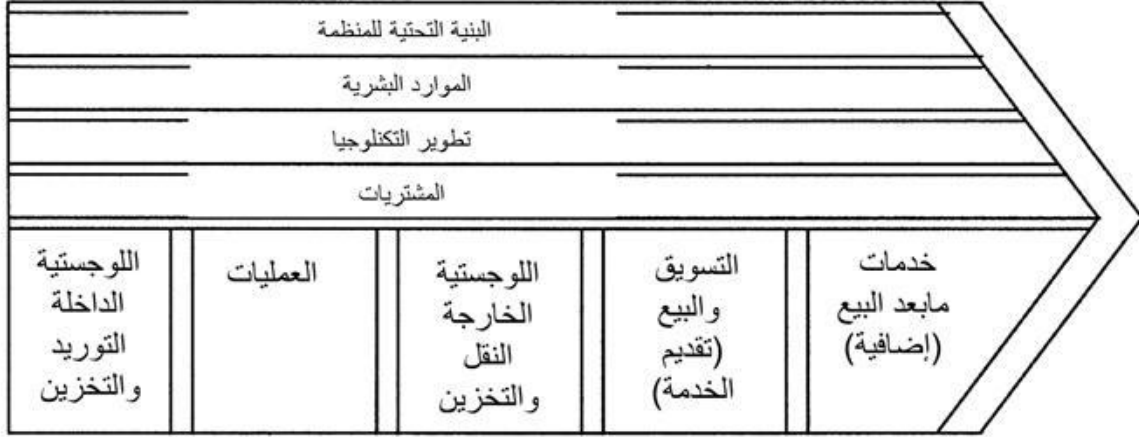 البنية التحتية للمنظمة
الموارد البشرية
تطوير التكنلوجيا
المشتريات
اللوجستية
الداخلة
التوريد
والتخزين
العمليات
اللوجستية
الخارجة
النقل
والتخزين
التسويق
والبيع
(تقديم
الخدمة)
خدمات
مابعد البيع
(إضافية)